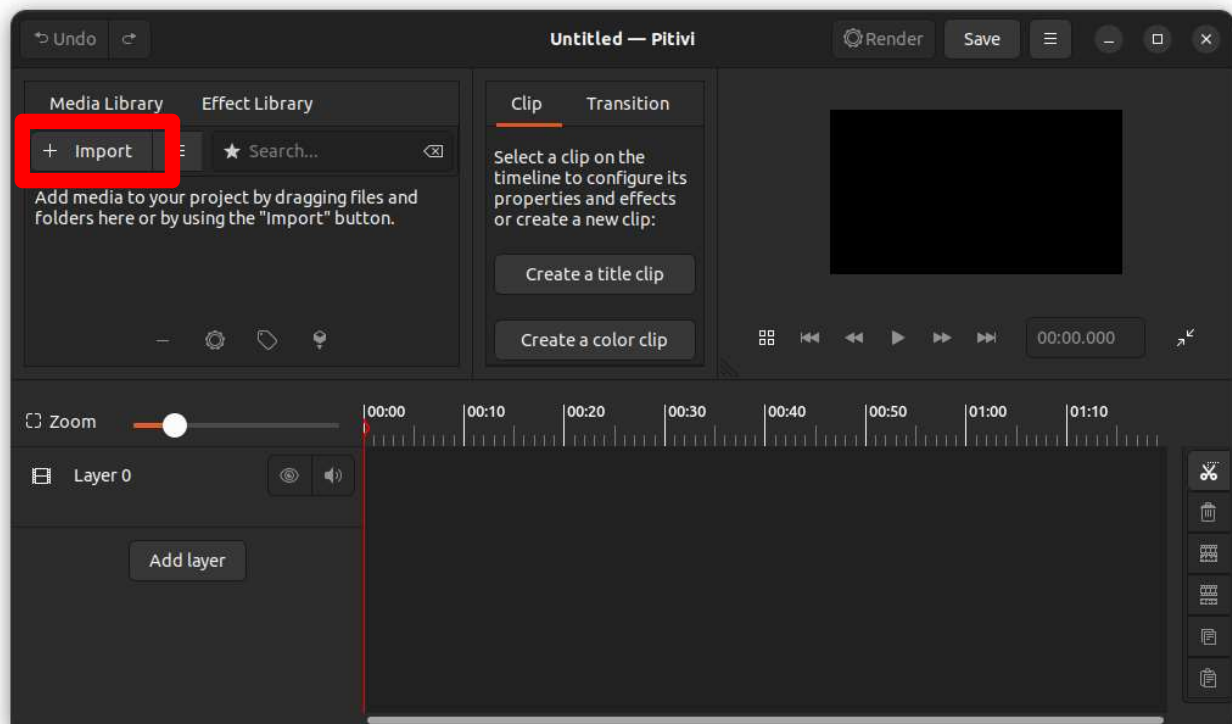 Undo
Untitled — Pitivi
Render
Save
Media Library
Effect Library
+ Import
Search...
Add media to your project by dragging files and
folders here or by using the "Import" button.
Clip
Transition
Select a clip on the
timeline to configure its
properties and effects
or create a new clip:
Create a title clip
Create a color clip
00:00.000
Zoom
00:00 00:10 00:20 00:30 00:40 00:50 01:00 01:10
Layer 0
Add layer